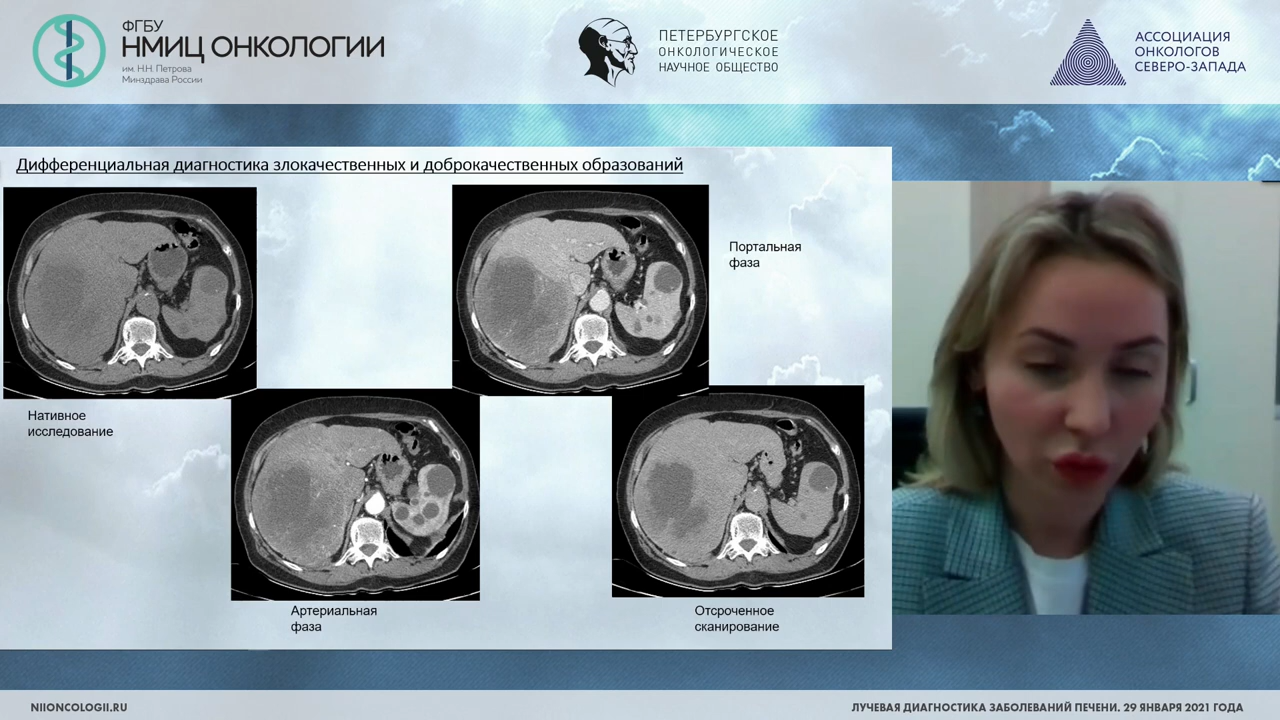 ФГБУ
НМИЦ ОНКОЛОГИИ
им. Н.Н. Петрова
Минздрава России
ПЕТЕРБУРГСКОЕ
ОНКОЛОГИЧЕСКОЕ
НАУЧНОЕ ОБЩЕСТВО
АССОЦИАЦИЯ
ОНКОЛОГОВ
СЕВЕРО-ЗАПАДА
Дифференциальная диагностика злокачественных и доброкачественных образований
Портальная
фаза
Нативное
исследование
Артериальная
фаза
Отсроченное
сканирование
NIIONCOLOGII.RU
ЛУЧЕВАЯ ДИАГНОСТИКА ЗАБОЛЕВАНИЙ ПЕЧЕНИ. 29 ЯНВАРЯ 2021 ГОДА